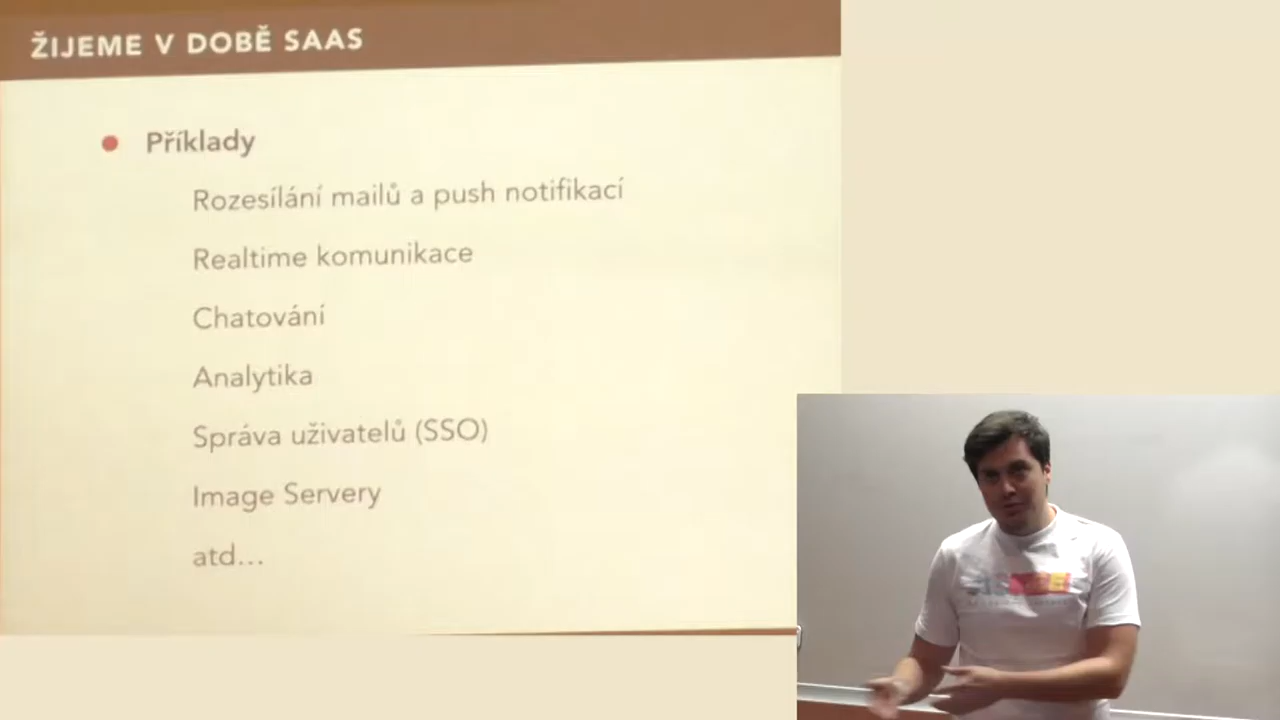 ŽIJEME V DOBĚ SAAS
Příklady
Rozesílání mailů a push notifikací
Realtime komunikace
Chatování
Analytika
Správa uživatelů (SSO)
Image Servery
atd...